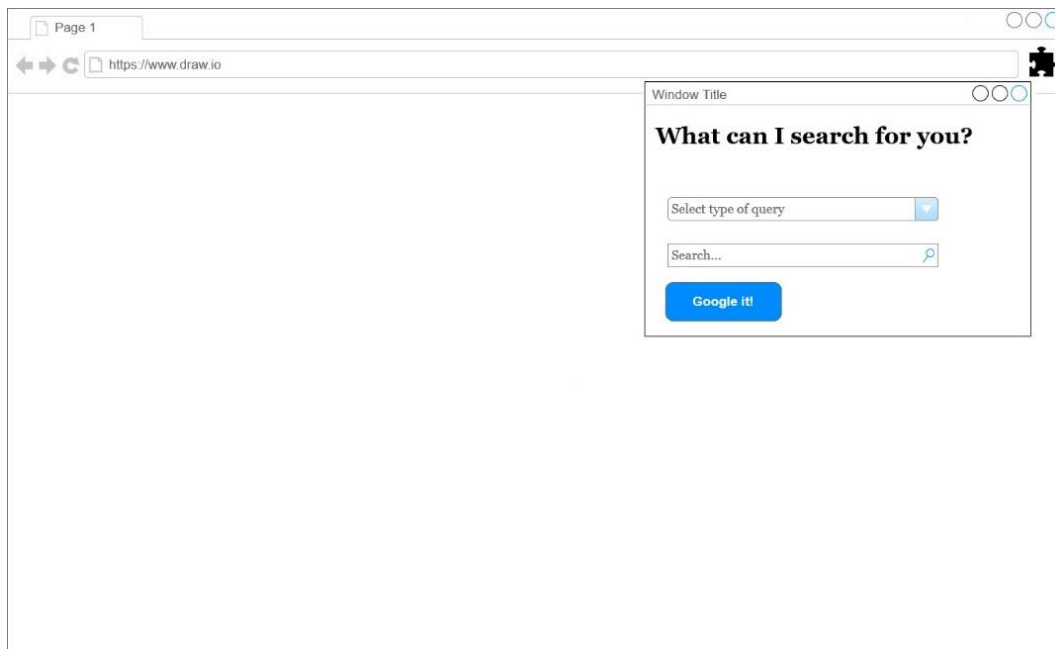 Page 1
https://www.draw.io
Window Title
What can I search for you?
Select type of query
Search...
Google it!